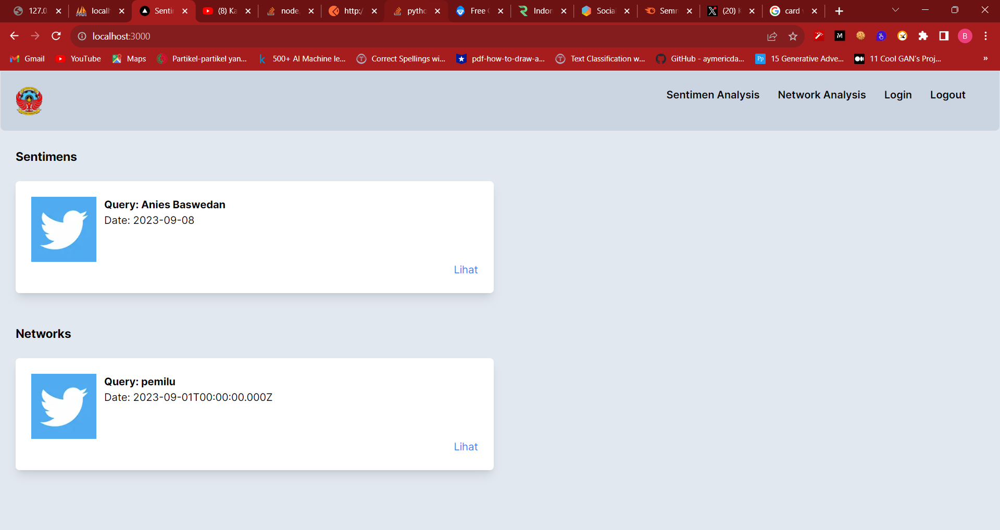 127.0
localh
Sentin
(8) Ka
node.
http:/
pytho
Free
Indon
Social
Semr
(20)
card
localhost:3000
B
Gmail
YouTube
Maps
Partikel-partikel yan...
500+ AI Machine le...
Correct Spellings wi...
pdf-how-to-draw-a...
Text Classification w...
GitHub - aymericda...
15 Generative Adve...
11 Cool GAN's Proj...
»
Sentimen Analysis
Network Analysis
Login
Logout
Sentimens
Query: Anies Baswedan
Date: 2023-09-08
Lihat
Networks
Query: pemilu
Date: 2023-09-01T00:00:00.000Z
Lihat